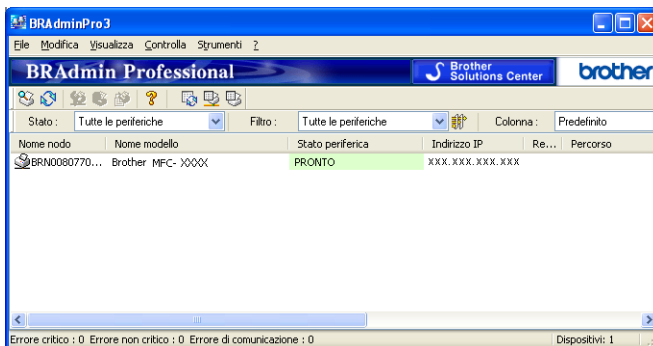 BRAdminPro3
File Modifica Visualizza Controlla Strumenti ?
BRAdmin Professional Brother Solutions Center brother
Stato : Tutte le periferiche Filtro : Tutte le periferiche Colonna : Predefinito
Nome nodo Nome modello Stato periferica Indirizzo IP Re... Percorso
BRN0080770... Brother MFC- XXXX PRONTO XXX.XXX.XXX.XXX
Errore critico : 0 Errore non critico : 0 Errore di comunicazione : 0 Dispositivi: 1